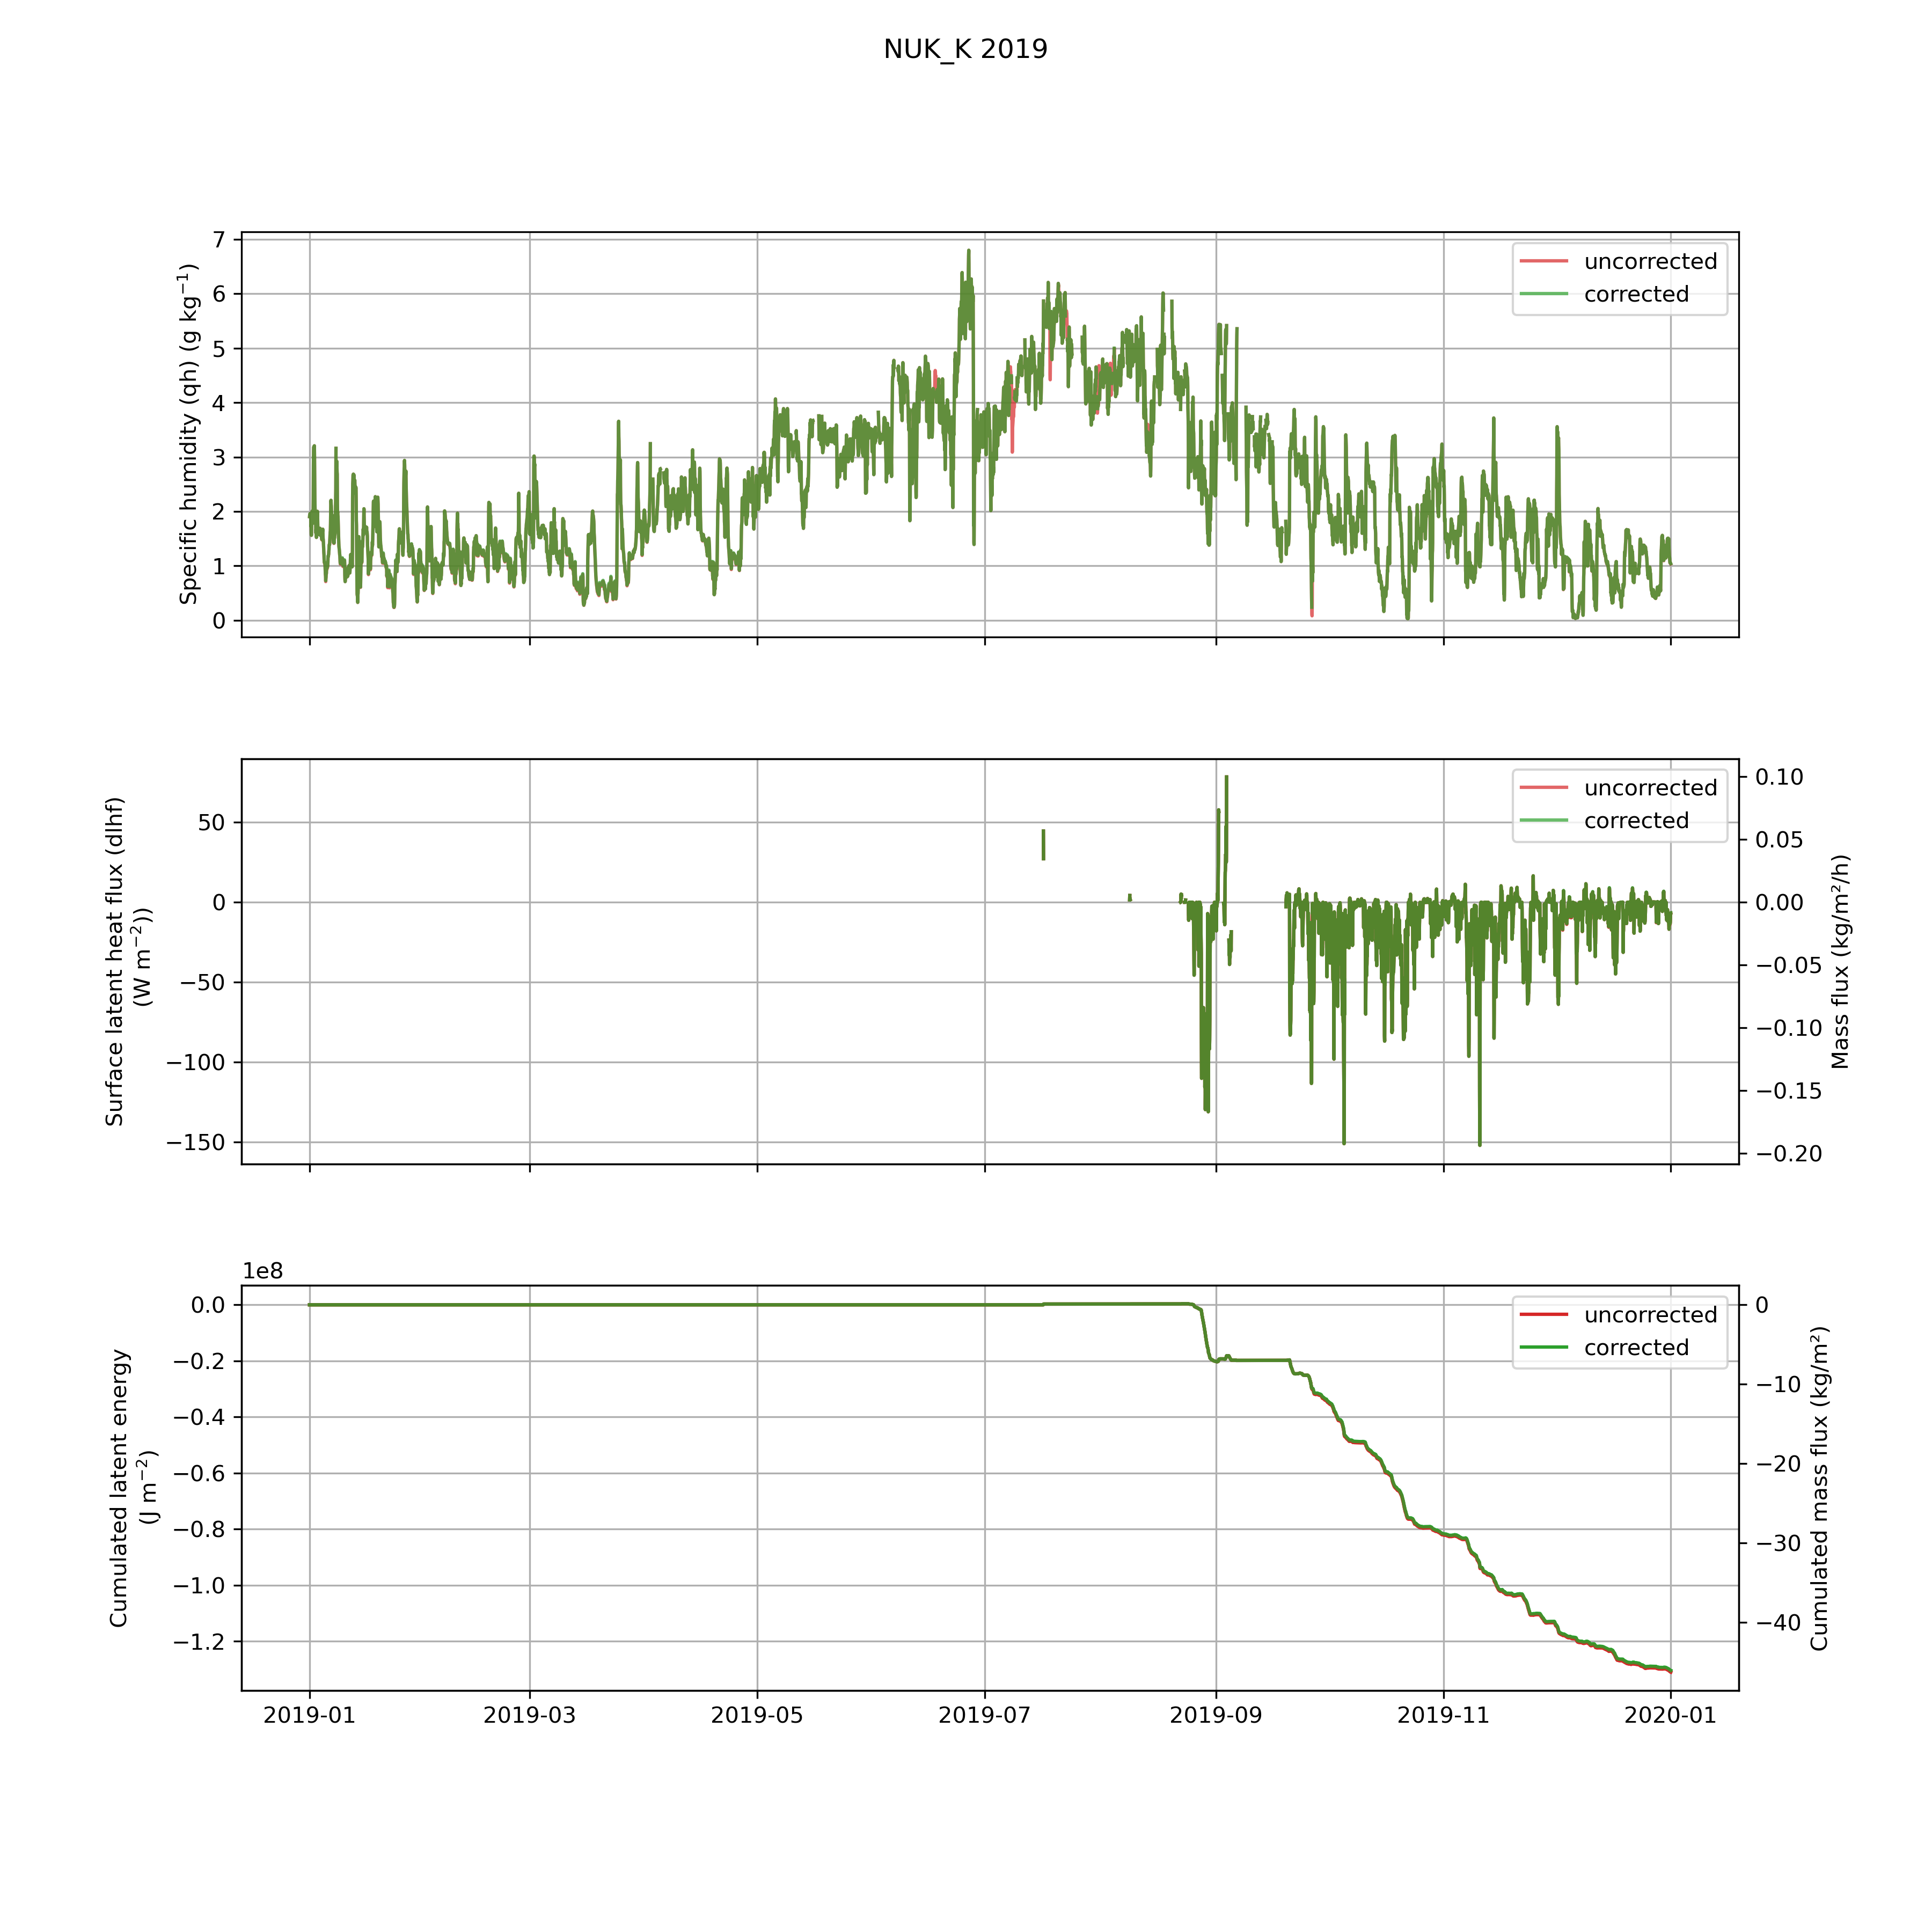 NUK_K 2019
Specific humidity (qh) (g kg⁻¹)
7
6
5
4
3
2
1
0
uncorrected
corrected
Surface latent heat flux (dlhf)
(W m⁻²))
50
0
−50
−100
−150
uncorrected
corrected
0.10
0.05
0.00
−0.05
−0.10
−0.15
−0.20
Mass flux (kg/m²/h)
1e8
Cumulated latent energy
(J m⁻²)
0.0
−0.2
−0.4
−0.6
−0.8
−1.0
−1.2
uncorrected
corrected
0
−10
−20
−30
−40
Cumulated mass flux (kg/m²)
2019-01
2019-03
2019-05
2019-07
2019-09
2019-11
2020-01